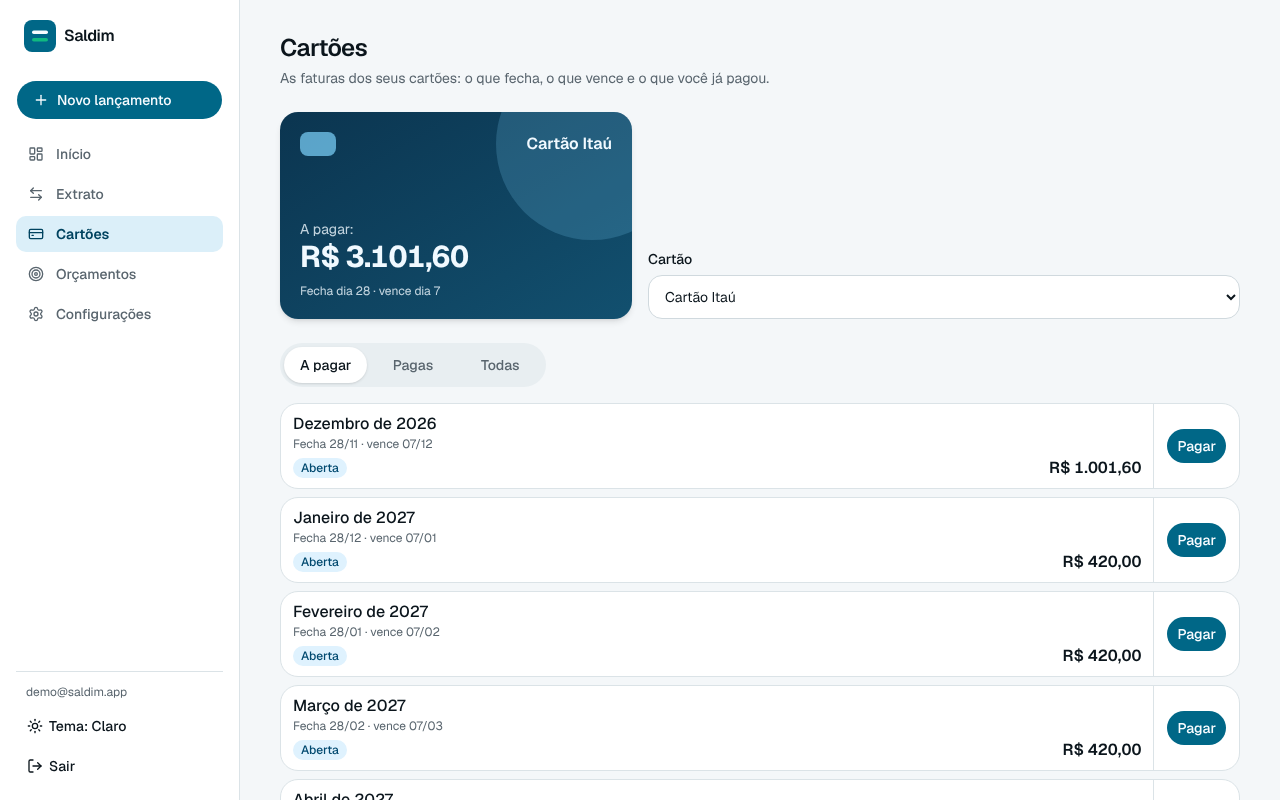 Saldim
Novo lançamento
Início
Extrato
Cartões
Orçamentos
Configurações
demo@saldim.app
Tema: Claro
Sair
Cartões
As faturas dos seus cartões: o que fecha, o que vence e o que você já pagou.
Cartão Itaú
A pagar:
R$ 3.101,60
Fecha dia 28 · vence dia 7
Cartão
Cartão Itaú
A pagar
Pagas
Todas
Dezembro de 2026
Fecha 28/11 · vence 07/12
Aberta
R$ 1.001,60
Pagar
Janeiro de 2027
Fecha 28/12 · vence 07/01
Aberta
R$ 420,00
Pagar
Fevereiro de 2027
Fecha 28/01 · vence 07/02
Aberta
R$ 420,00
Pagar
Março de 2027
Fecha 28/02 · vence 07/03
Aberta
R$ 420,00
Pagar
Abril de 2027